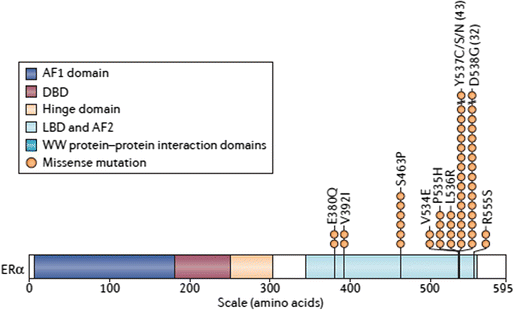 Y537C/S/N (43)
D538G (32)
AF1 domain
DBD
Hinge domain
LBD and AF2
WW protein–protein interaction domains
Missense mutation
E380Q
V392I
S463P
V534E
P535H
L536R
R555S
ERα
0
100
200
300
400
500
595
Scale (amino acids)